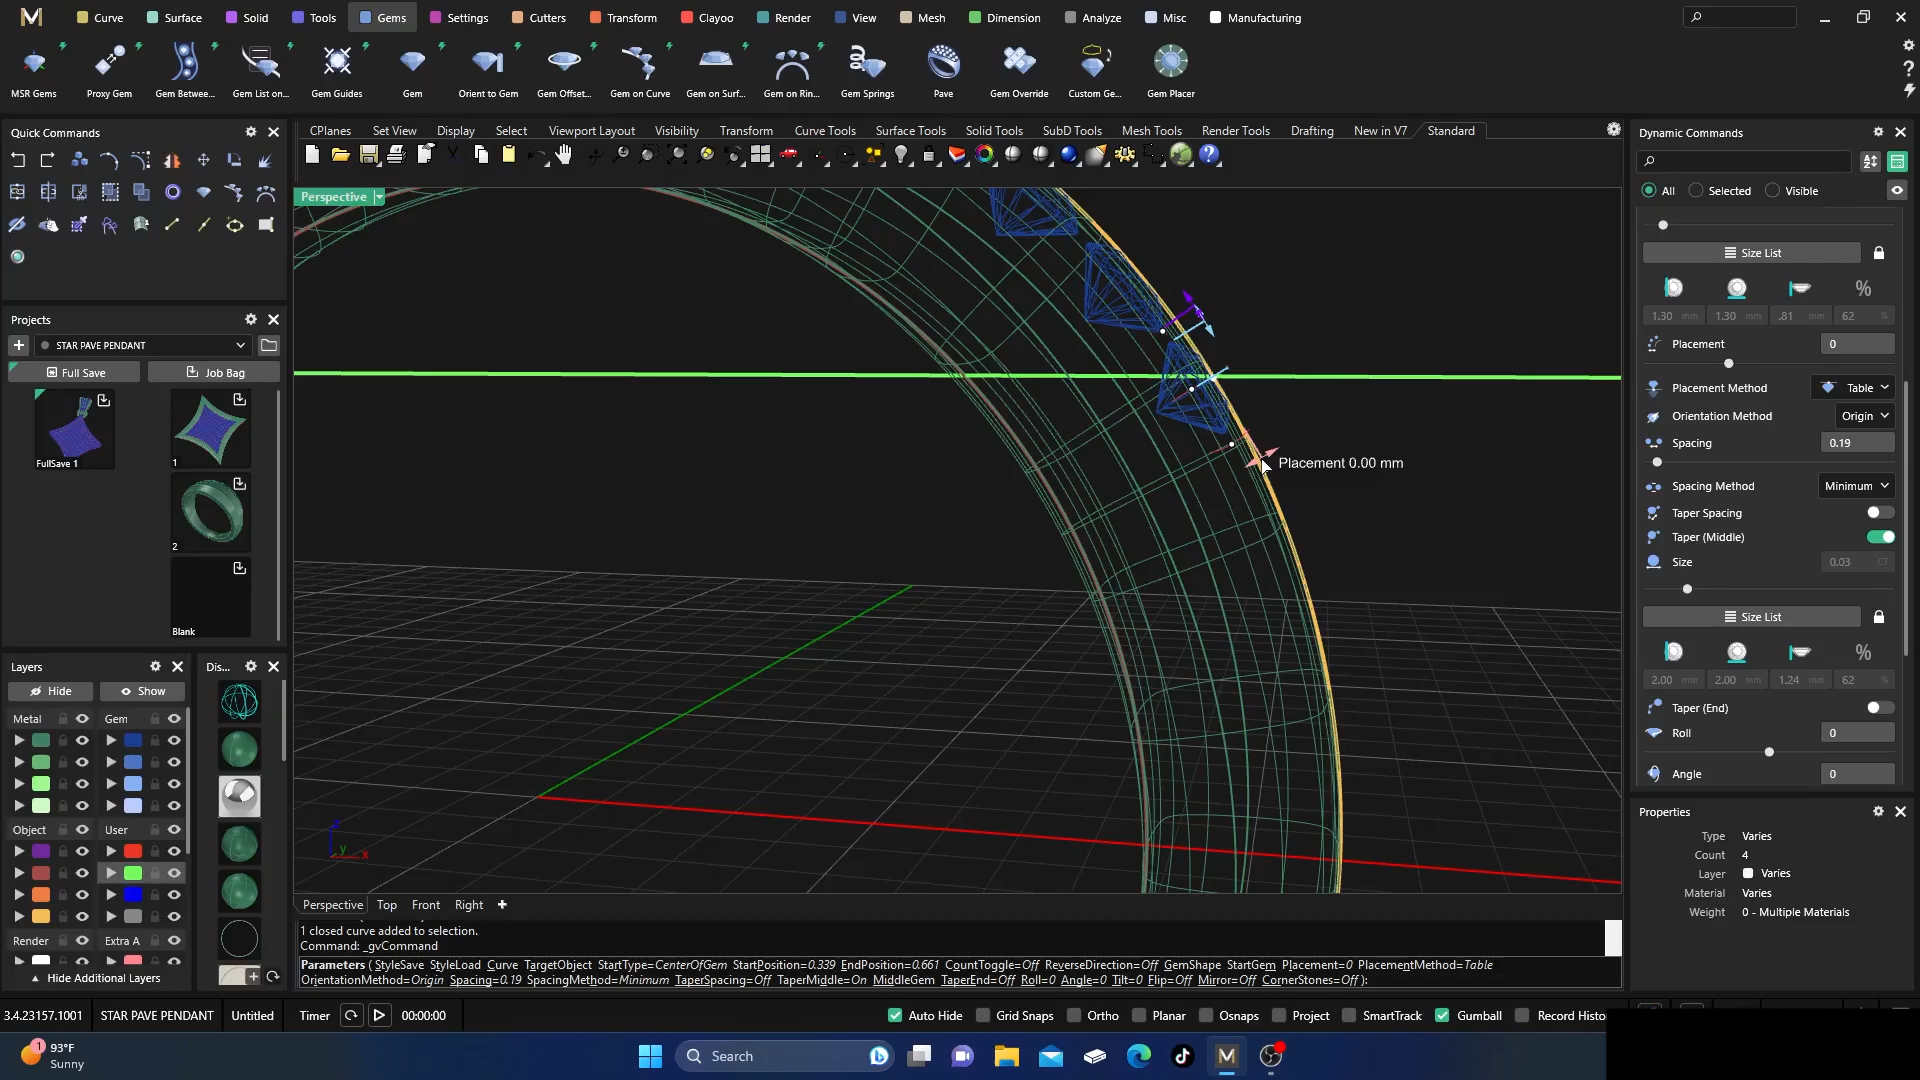 Curve Surface Solid Tools Gems Settings Cutters Transform Clayoo Render View Mesh Dimension Analyze Misc Manufacturing
MSR Gems Proxy Gem Gem Betwee... Gem List on... Gem Guides Gem Orient to Gem Gem Offset... Gem on Curve Gem on Surf... Gem on Rin... Gem Springs Pave Gem Override Custom Ge... Gem Placer
Quick Commands
CPlanes Set View Display Select Viewport Layout Visibility Transform Curve Tools Surface Tools Solid Tools SubD Tools Mesh Tools Render Tools Drafting New in V7 Standard
Perspective
Placement 0.00 mm
z
y
x
Projects
STAR PAVE PENDANT
Full Save Job Bag
FullSave 1
1
2
Blank
Layers
Dis...
Hide Show
Metal Gem
Object User
Render Extra A
Hide Additional Layers
Perspective Top Front Right
1 closed curve added to selection.
Command: _gvCommand
Parameters ( StyleSave StyleLoad Curve TargetObject StartType=CenterOfGem StartPosition=0.339 EndPosition=0.661 CountToggle=Off ReverseDirection=Off GemShape StartGem Placement=0 PlacementMethod=Table
OrientationMethod=Origin Spacing=0.19 SpacingMethod=Minimum TaperSpacing=Off TaperMiddle=On MiddleGem TaperEnd=Off Roll=0 Angle=0 Tilt=0 Flip=Off Mirror=Off CornerStones=Off ):
Dynamic Commands
All Selected Visible
Size List
%
1.30 mm 1.30 mm .81 mm 62 %
Placement 0
Placement Method Table
Orientation Method Origin
Spacing 0.19
Spacing Method Minimum
Taper Spacing
Taper (Middle)
Size 0.03 CT
Size List
%
2.00 mm 2.00 mm 1.24 mm 62 %
Taper (End)
Roll 0
Angle 0
Properties
Type Varies
Count 4
Layer Varies
Material Varies
Weight 0 - Multiple Materials
3.4.23157.1001 STAR PAVE PENDANT Untitled Timer 00:00:00 Auto Hide Grid Snaps Ortho Planar Osnaps Project SmartTrack Gumball Record Histo
1
93°F
Sunny
Search